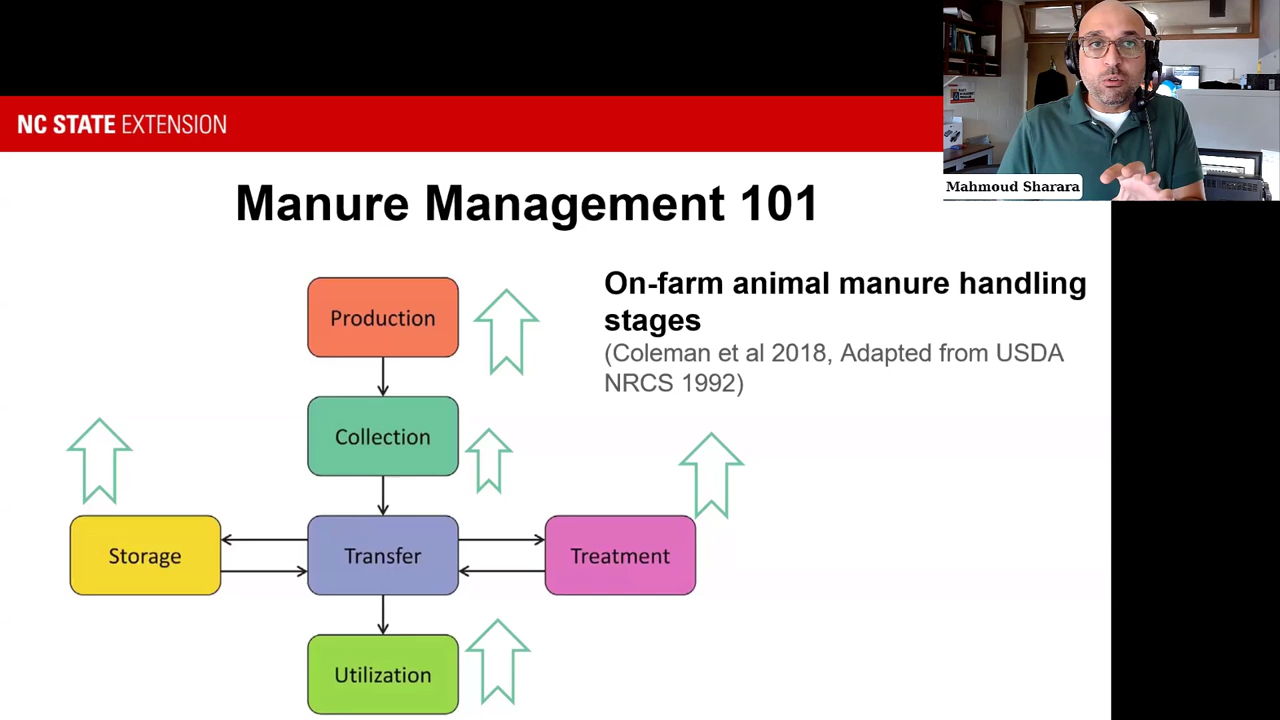 NC STATE EXTENSION
Mahmoud Sharara
Manure Management 101
On-farm animal manure handling
stages
(Coleman et al 2018, Adapted from USDA
NRCS 1992)
Production
Collection
Storage
Transfer
Treatment
Utilization